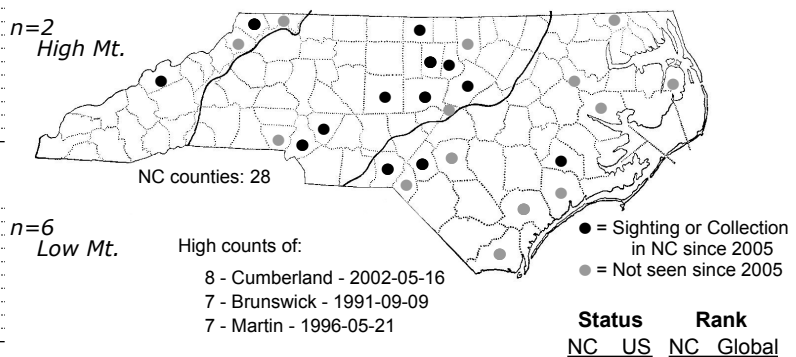 n=2
High Mt.
NC counties: 28
n=6
Low Mt.
High counts of:
8 - Cumberland - 2002-05-16
7 - Brunswick - 1991-09-09
7 - Martin - 1996-05-21
= Sighting or Collection
in NC since 2005
= Not seen since 2005
Status Rank
NC US NC Global